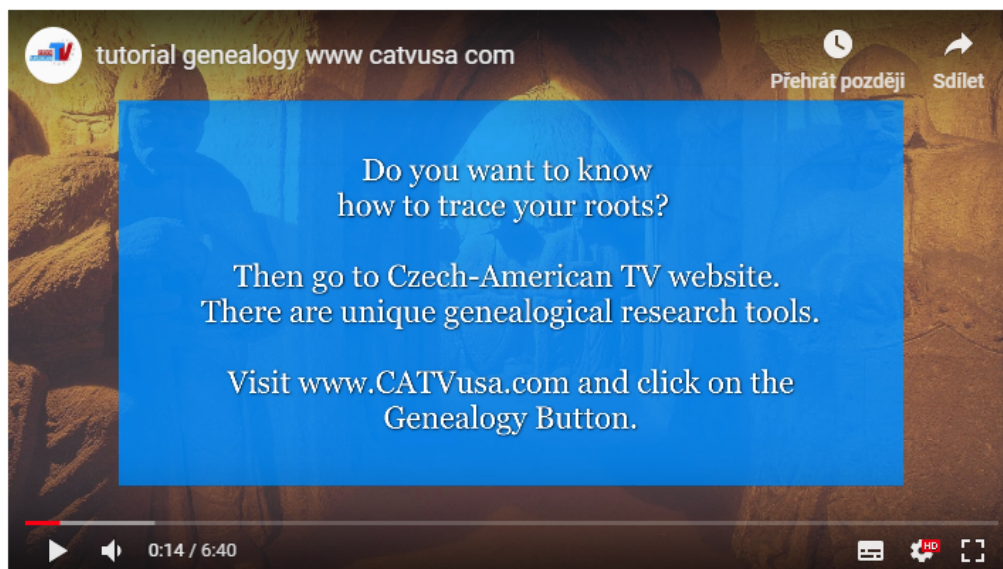 tutorial genealogy www catvusa com
Přehrát později
Sdílet
Do you want to know
how to trace your roots?
Then go to Czech-American TV website.
There are unique genealogical research tools.
Visit www.CATVusa.com and click on the
Genealogy Button.
0:14 / 6:40
HD